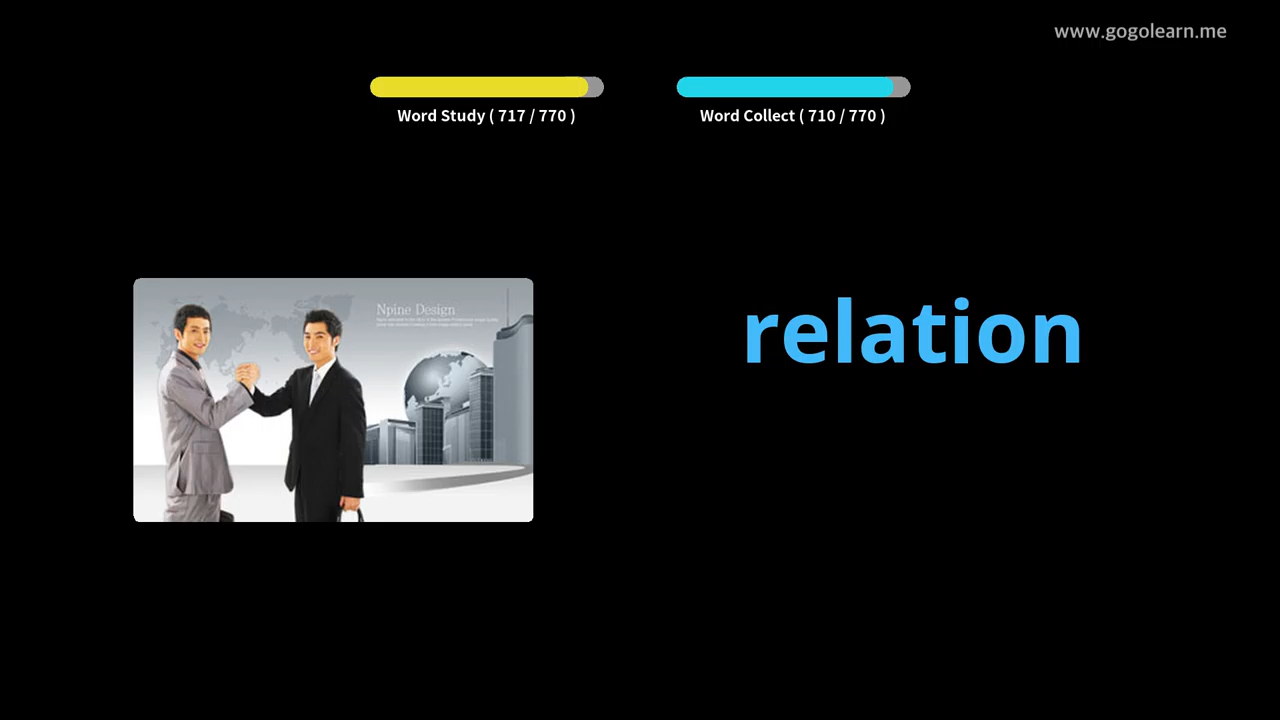 www.gogolearn.me
Word Study ( 717 / 770 )
Word Collect ( 710 / 770 )
Npine Design
relation